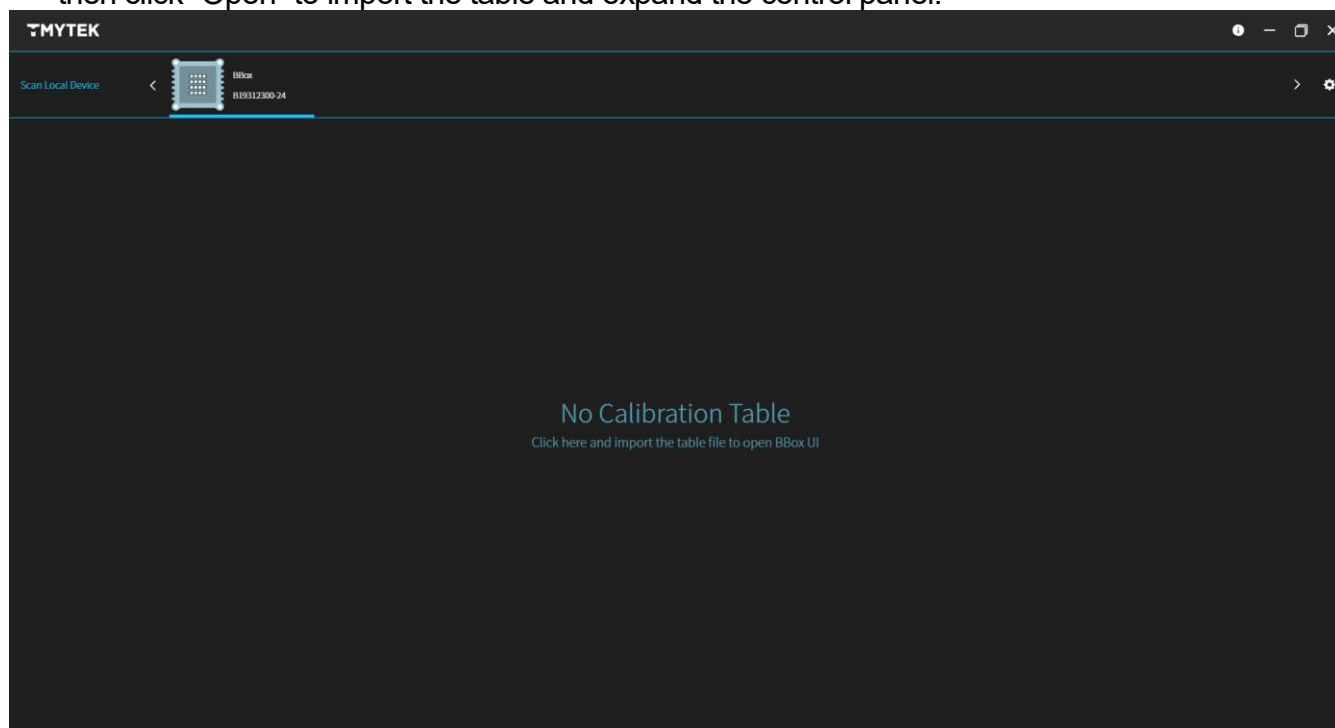 then click "Open" to import the table and expand the control panel.
TMYTEK
Scan Local Device
BBox
B19312300-24
No Calibration Table
Click here and import the table file to open BBox UI